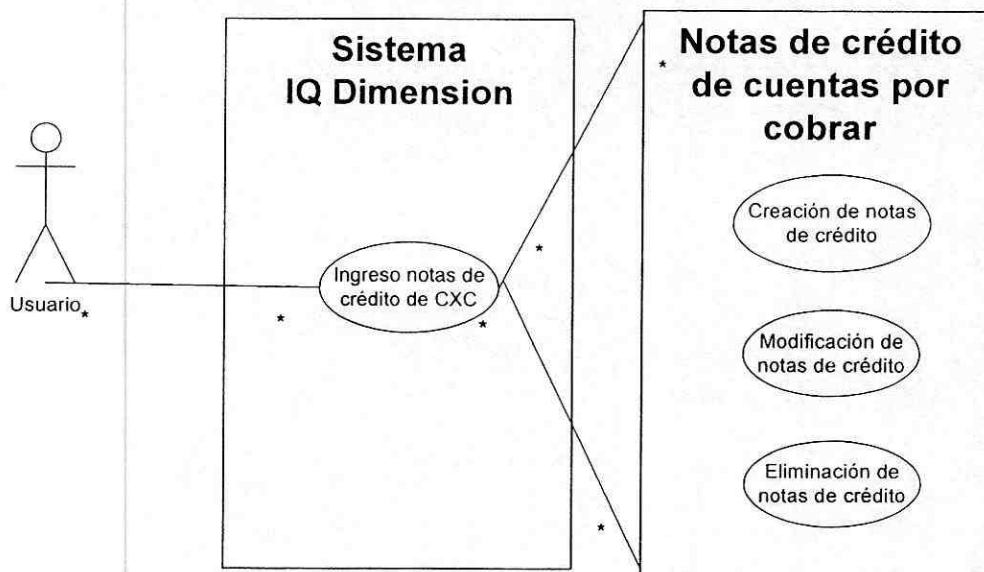 Sistema
IQ Dimension
Notas de crédito
*
de cuentas por
cobrar
Creación de notas
de crédito
*
Ingreso notas de
crédito de CXC
Usuario*
*
*
Modificación de
notas de crédito
Eliminación de
notas de crédito
*